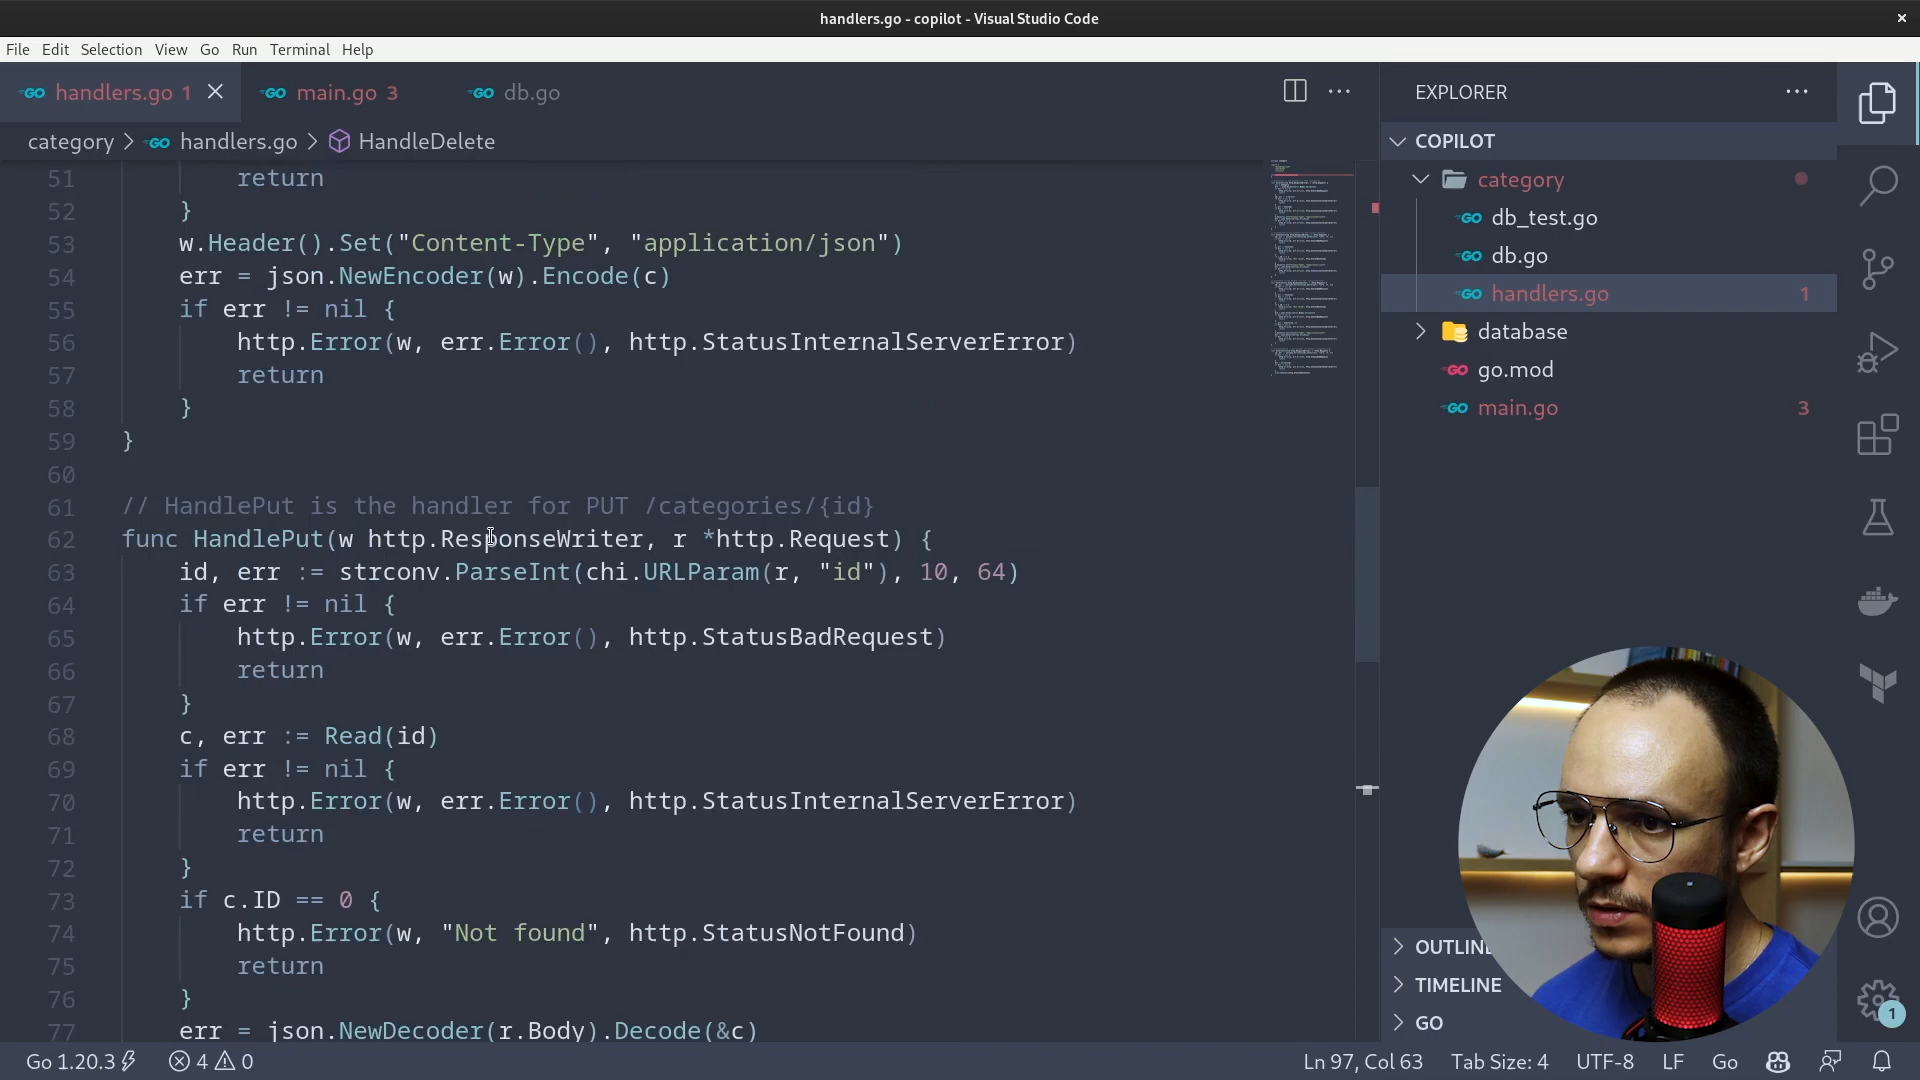 handlers.go - copilot - Visual Studio Code
File Edit Selection View Go Run Terminal Help
handlers.go 1
main.go 3
db.go
EXPLORER
category > handlers.go > HandleDelete
COPILOT
51 return
52 }
53 w.Header().Set("Content-Type", "application/json")
54 err = json.NewEncoder(w).Encode(c)
55 if err != nil {
56 http.Error(w, err.Error(), http.StatusInternalServerError)
57 return
58 }
59 }
60
61 // HandlePut is the handler for PUT /categories/{id}
62 func HandlePut(w http.ResponseWriter, r *http.Request) {
63 id, err := strconv.ParseInt(chi.URLParam(r, "id"), 10, 64)
64 if err != nil {
65 http.Error(w, err.Error(), http.StatusBadRequest)
66 return
67 }
68 c, err := Read(id)
69 if err != nil {
70 http.Error(w, err.Error(), http.StatusInternalServerError)
71 return
72 }
73 if c.ID == 0 {
74 http.Error(w, "Not found", http.StatusNotFound)
75 return
76 }
77 err = json.NewDecoder(r.Body).Decode(&c)
category
GO db_test.go
GO db.go
GO handlers.go 1
database
GO go.mod
GO main.go 3
OUTLINE
TIMELINE
GO
1
Go 1.20.3
4 0
Ln 97, Col 63
Tab Size: 4
UTF-8
LF
Go